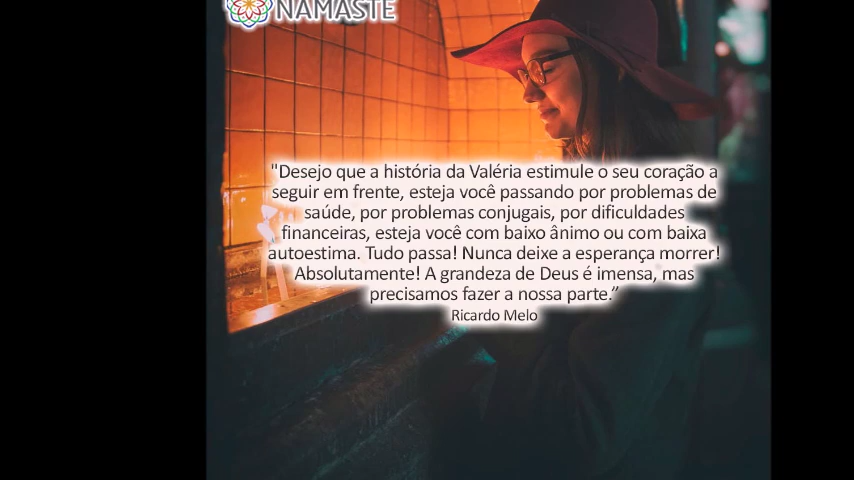 NAMASTE
"Desejo que a história da Valéria estimule o seu coração a
seguir em frente, esteja você passando por problemas de
saúde, por problemas conjugais, por dificuldades
financeiras, esteja você com baixo ânimo ou com baixa
autoestima. Tudo passa! Nunca deixe a esperança morrer!
Absolutamente! A grandeza de Deus é imensa, mas
precisamos fazer a nossa parte.”
Ricardo Melo